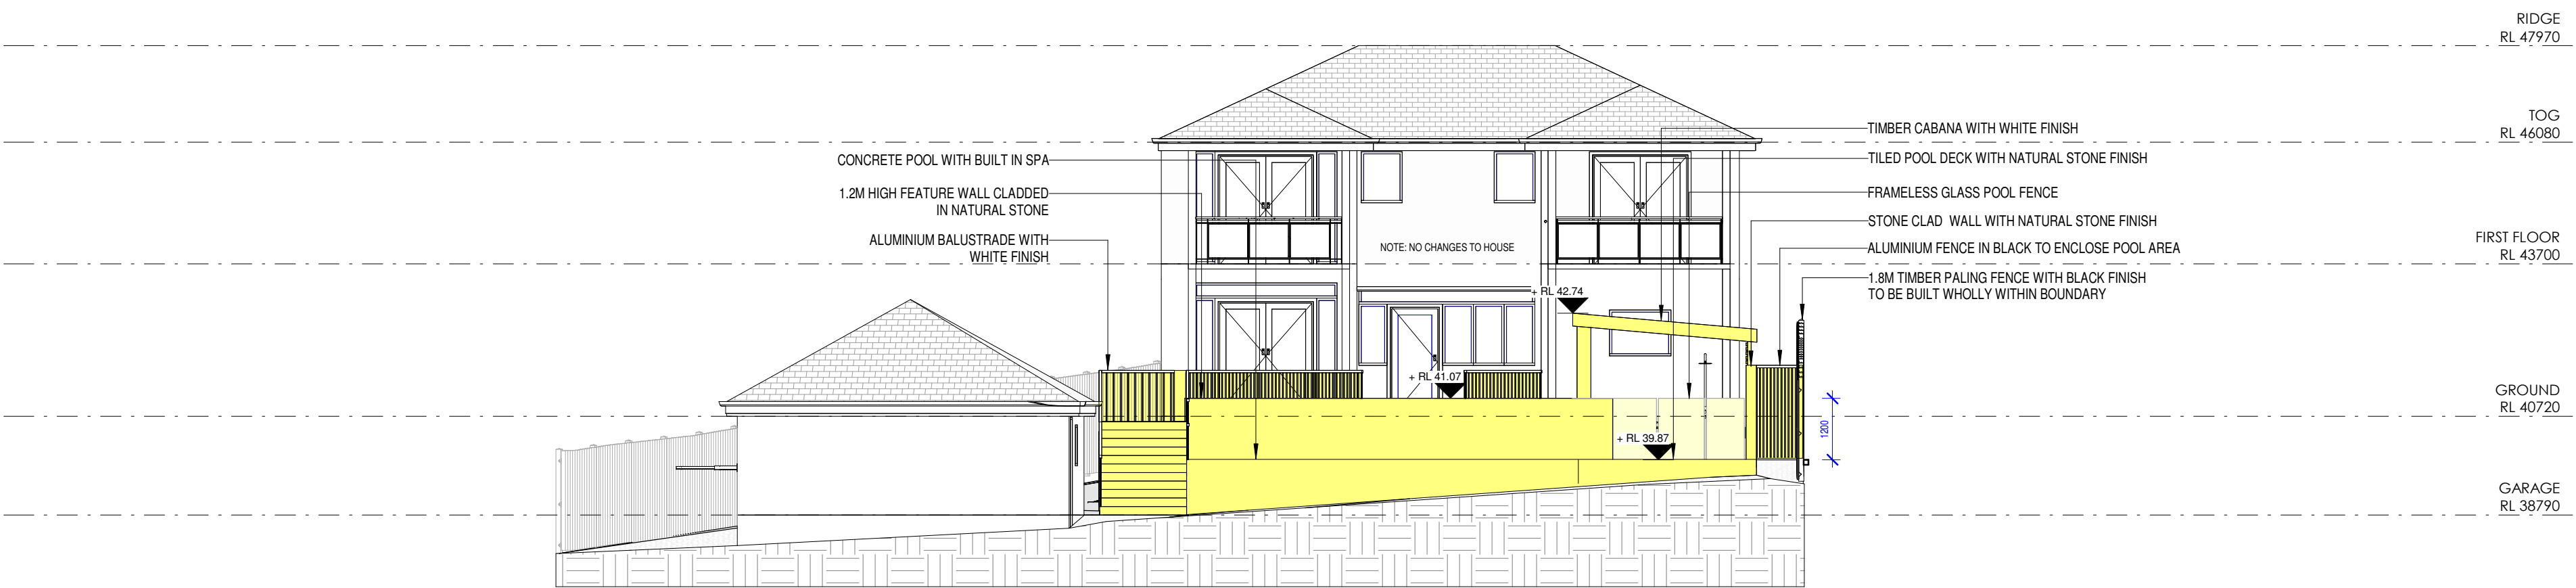 RIDGE
RL 47970
TOG
RL 46080
CONCRETE POOL WITH BUILT IN SPA
1.2M HIGH FEATURE WALL CLADDED
IN NATURAL STONE
ALUMINIUM BALUSTRADE WITH
WHITE FINISH
NOTE: NO CHANGES TO HOUSE
TIMBER CABANA WITH WHITE FINISH
TILED POOL DECK WITH NATURAL STONE FINISH
FRAMELESS GLASS POOL FENCE
STONE CLAD WALL WITH NATURAL STONE FINISH
ALUMINIUM FENCE IN BLACK TO ENCLOSE POOL AREA
1.8M TIMBER PALING FENCE WITH BLACK FINISH
TO BE BUILT WHOLLY WITHIN BOUNDARY
FIRST FLOOR
RL 43700
+ RL 42.74
+ RL 41.07
+ RL 39.87
1200
GROUND
RL 40720
GARAGE
RL 38790